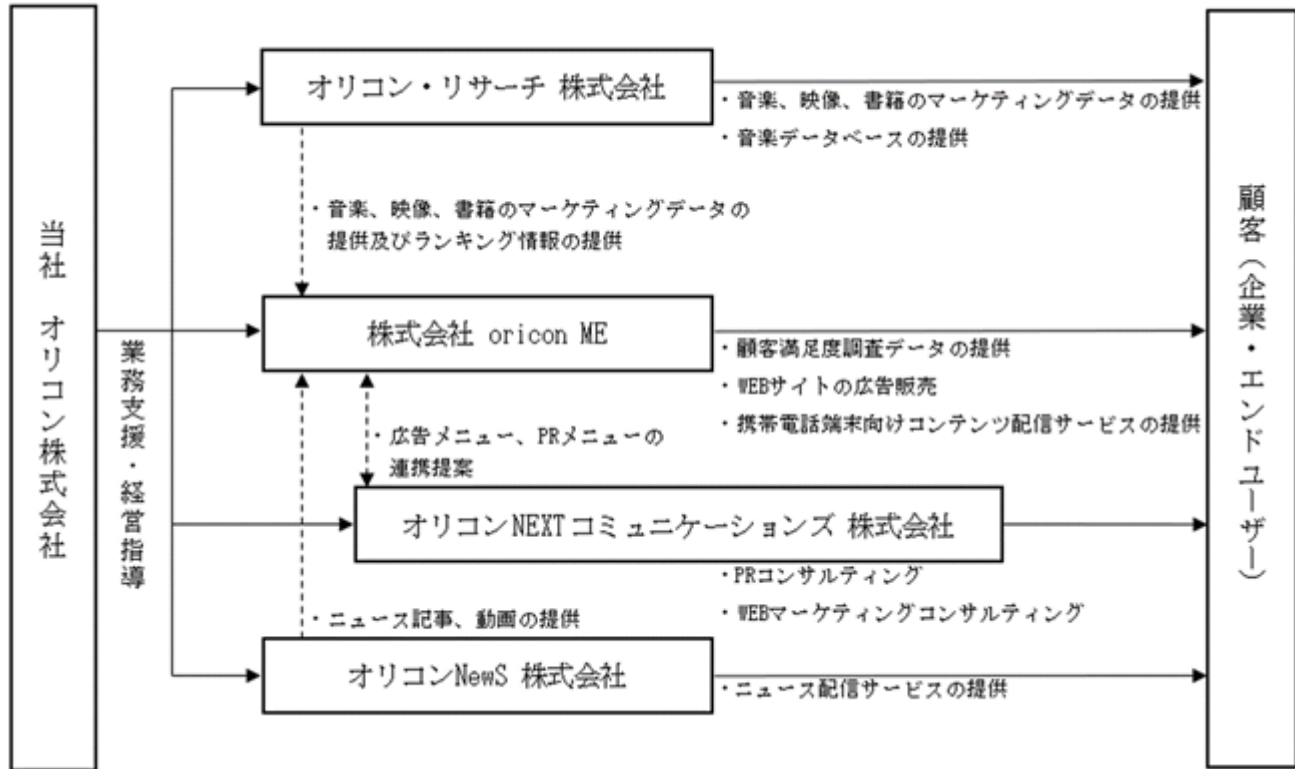 当社 オリコン株式会社
業務支援・経営指導
オリコン・リサーチ 株式会社
・音楽、映像、書籍のマーケティングデータの提供
・音楽データベースの提供
・音楽、映像、書籍のマーケティングデータの
提供及びランキング情報の提供
株式会社 oricon ME
・顧客満足度調査データの提供
・WEBサイトの広告販売
・携帯電話端末向けコンテンツ配信サービスの提供
・広告メニュー、PRメニューの
連携提案
オリコンNEXTコミュニケーションズ 株式会社
・PRコンサルティング
・WEBマーケティングコンサルティング
・ニュース記事、動画の提供
オリコンNewS 株式会社
・ニュース配信サービスの提供
顧客（企業・エンドユーザー）